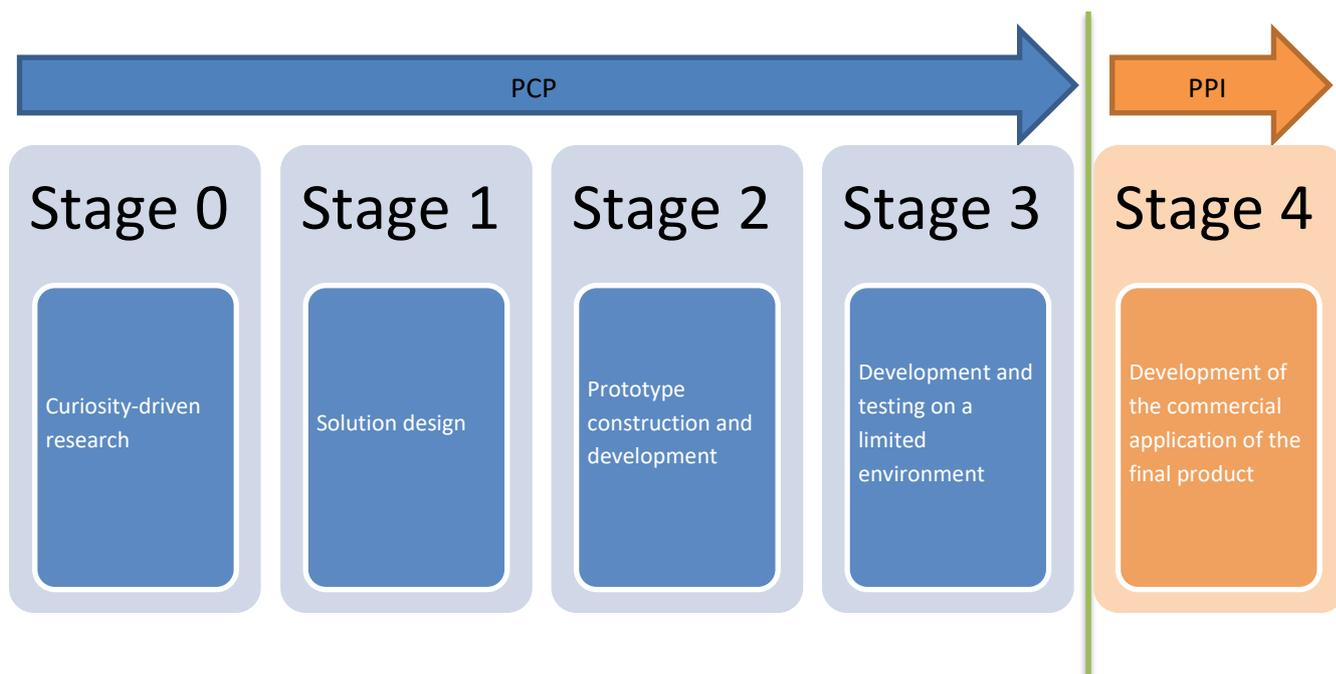 PCP
PPI
Stage 0
Stage 1
Stage 2
Stage 3
Stage 4
Curiosity-driven
research
Solution design
Prototype
construction and
development
Development and
testing on a
limited
environment
Development of
the commercial
application of the
final product